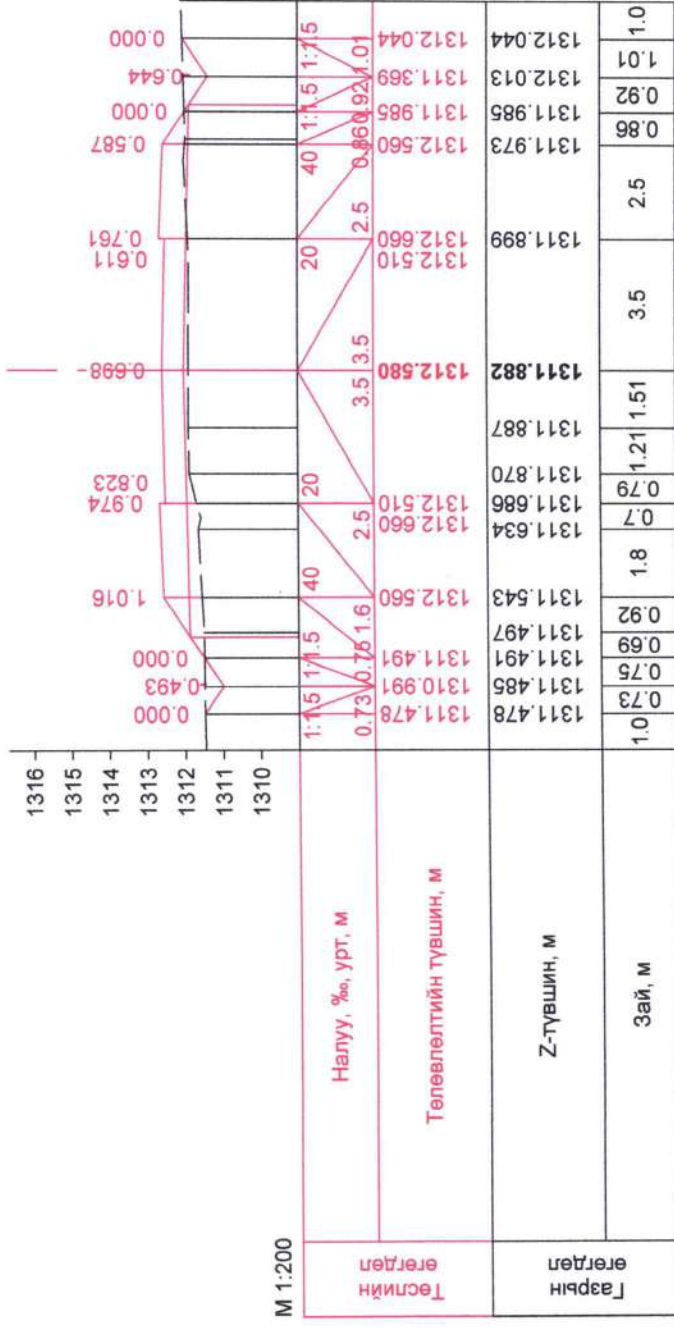 0.000 -0.493 0.000 1.016 0.974 0.823 -0.698- 0.611 0.761 0.587 0.000 -0.644 0.000
1316
1315
1314
1313
1312
1311
1310
М 1:200
Төслийн өгөгдөл
Налуу, ‰, урт, м
1:1.5 1:1.5 40 20 20 40 1:1.5 1:1.5
0.73 0.75 1.6 2.5 3.5 3.5 2.5 0.86 0.92 1.01
Төлөвлөлтийн түвшин, м
1311.478 1310.991 1311.491 1312.560 1312.660 1312.510 1312.580 1312.510 1312.660 1312.560 1311.985 1311.369 1312.044
Газрын өгөгдөл
Z-түвшин, м
1311.478 1311.485 1311.491 1311.497 1311.543 1311.634 1311.686 1311.870 1311.887 1311.882 1311.899 1311.973 1311.985 1312.013 1312.044
Зай, м
1.0 0.73 0.75 0.69 0.92 1.8 0.7 0.79 1.21 1.51 3.5 2.5 0.86 0.92 1.01 1.0